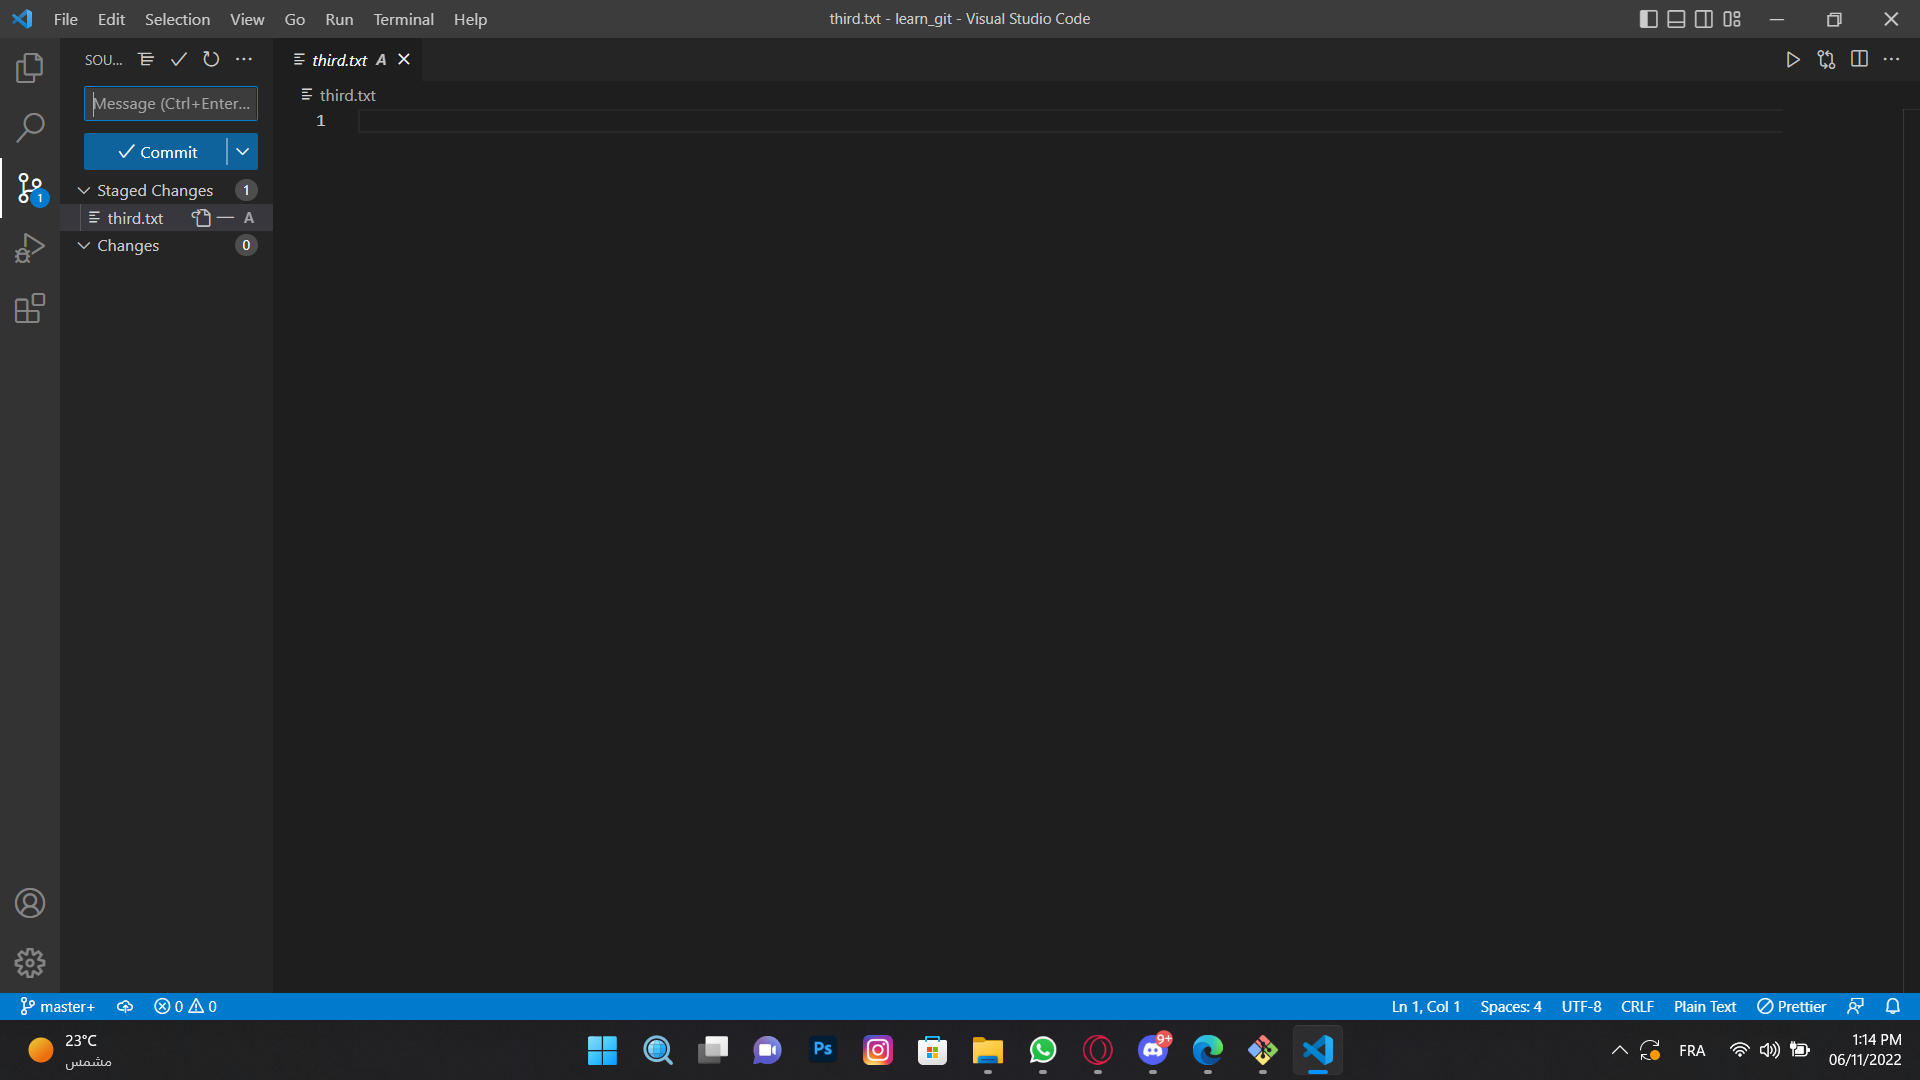 File Edit Selection View Go Run Terminal Help
third.txt - learn_git - Visual Studio Code
SOU...
third.txt A
Message (Ctrl+Enter...
third.txt
1
Commit
Staged Changes 1
1
third.txt A
Changes 0
master+ 0 0
Ln 1, Col 1 Spaces: 4 UTF-8 CRLF Plain Text Prettier
23°C
مشمس
Ps
9+
FRA
1:14 PM
06/11/2022